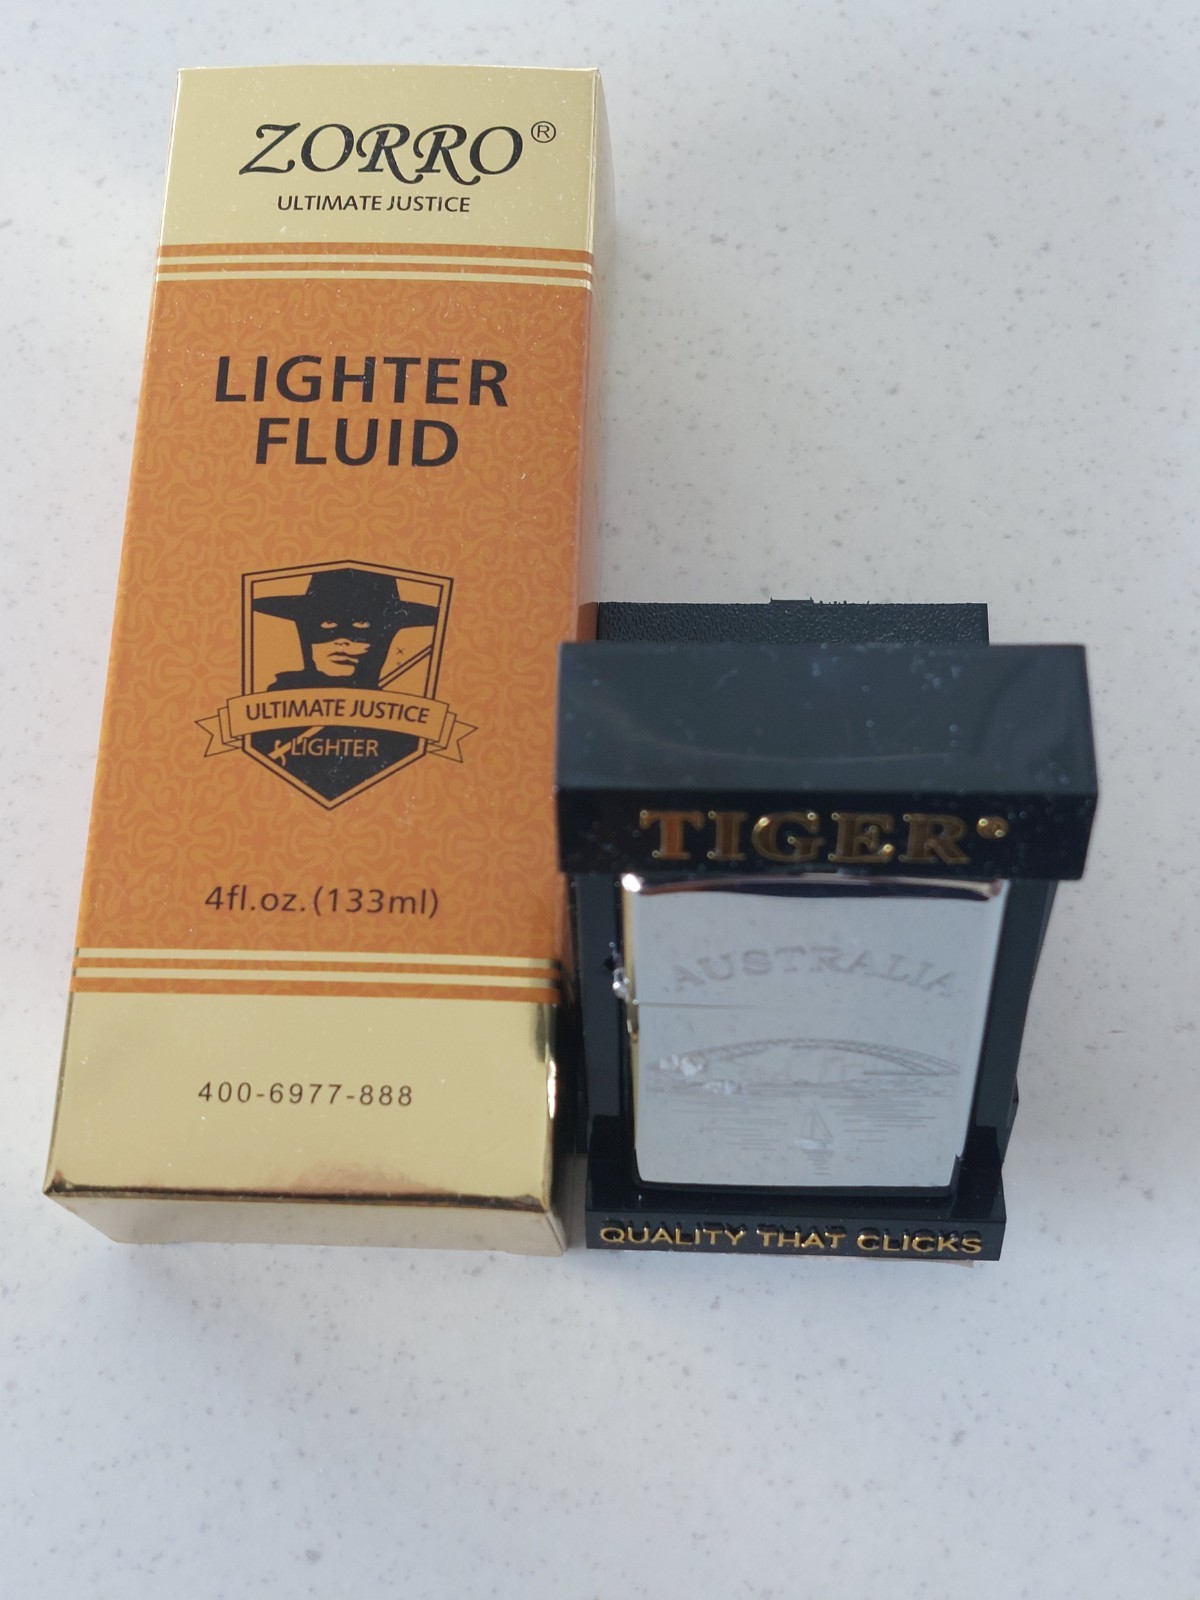 ZORRO®
ULTIMATE JUSTICE
LIGHTER
FLUID
ULTIMATE JUSTICE
LIGHTER
4fl.oz.(133ml)
400-6977-888
TIGER®
AUSTRALIA
QUALITY THAT CLICKS